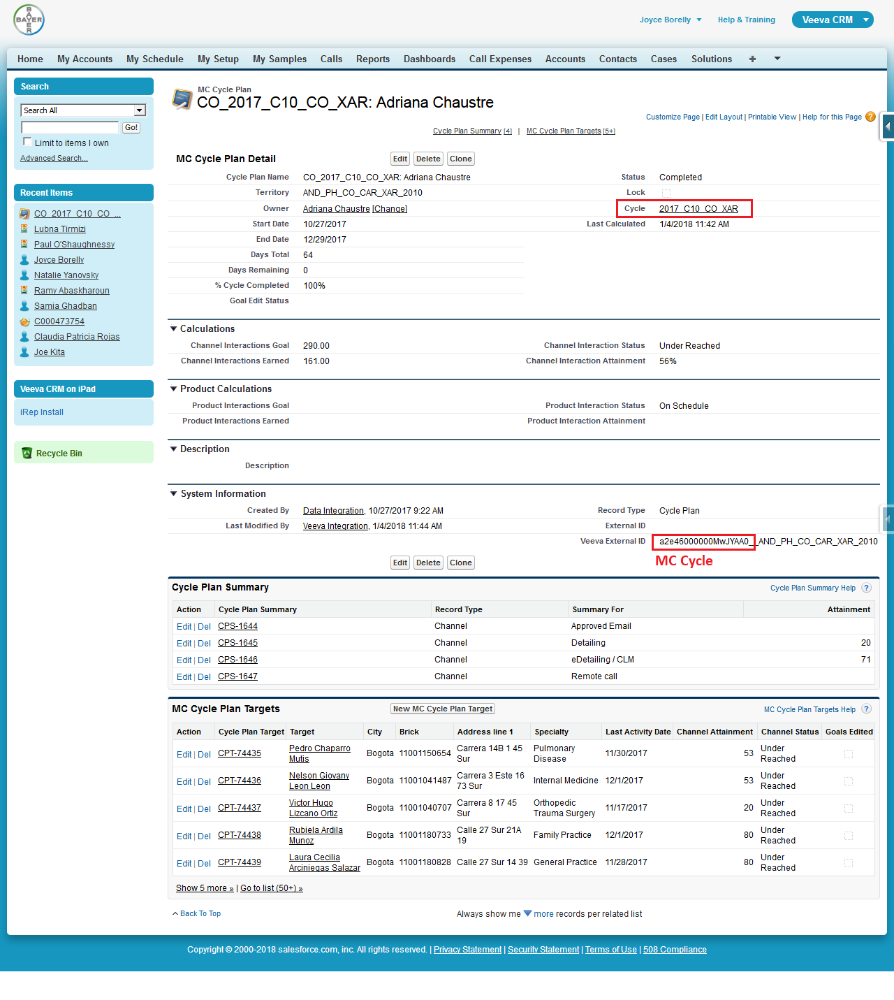 BAYER
BAYER
Joyce Borelly
Help & Training
Veeva CRM
Home My Accounts My Schedule My Setup My Samples Calls Reports Dashboards Call Expenses Accounts Contacts Cases Solutions +
Search
Search All
Go!
Limit to items I own
Advanced Search...
Recent Items
CO_2017_C10_CO_...
Lubna Tirmizi
Paul O'Shaughnessy
Joyce Borelly
Natalie Yanovsky
Ramy Abaskharoun
Samia Ghadban
C000473754
Claudia Patricia Rojas
Joe Kita
Veeva CRM on iPad
iRep Install
Recycle Bin
MC Cycle Plan
CO_2017_C10_CO_XAR: Adriana Chaustre
Customize Page | Edit Layout | Printable View | Help for this Page ?
Cycle Plan Summary [4] | MC Cycle Plan Targets [5+]
MC Cycle Plan Detail Edit Delete Clone
Cycle Plan Name CO_2017_C10_CO_XAR: Adriana Chaustre Status Completed
Territory AND_PH_CO_CAR_XAR_2010 Lock
Owner Adriana Chaustre [Change] Cycle 2017_C10_CO_XAR
Start Date 10/27/2017 Last Calculated 1/4/2018 11:42 AM
End Date 12/29/2017
Days Total 64
Days Remaining 0
% Cycle Completed 100%
Goal Edit Status
Calculations
Channel Interactions Goal 290.00 Channel Interaction Status Under Reached
Channel Interactions Earned 161.00 Channel Interaction Attainment 56%
Product Calculations
Product Interactions Goal Product Interaction Status On Schedule
Product Interactions Earned Product Interaction Attainment
Description
Description
System Information
Created By Data Integration, 10/27/2017 9:22 AM Record Type Cycle Plan
Last Modified By Veeva Integration, 1/4/2018 11:44 AM External ID
Veeva External ID a2e46000000MwJYAA0__AND_PH_CO_CAR_XAR_2010
Edit Delete Clone MC Cycle
Cycle Plan Summary Cycle Plan Summary Help ?
Action Cycle Plan Summary Record Type Summary For Attainment
Edit | Del CPS-1644 Channel Approved Email
Edit | Del CPS-1645 Channel Detailing 20
Edit | Del CPS-1646 Channel eDetailing / CLM 71
Edit | Del CPS-1647 Channel Remote call
MC Cycle Plan Targets New MC Cycle Plan Target MC Cycle Plan Targets Help ?
Action Cycle Plan Target Target City Brick Address line 1 Specialty Last Activity Date Channel Attainment Channel Status Goals Edited
Edit | Del CPT-74435 Pedro Chaparro Mutis Bogota 11001150654 Carrera 14B 1 45 Sur Pulmonary Disease 11/30/2017 53 Under Reached
Edit | Del CPT-74436 Nelson Giovany Leon Leon Bogota 11001041487 Carrera 3 Este 16 73 Sur Internal Medicine 12/1/2017 53 Under Reached
Edit | Del CPT-74437 Victor Hugo Lizcano Ortiz Bogota 11001040707 Carrera 8 17 45 Sur Orthopedic Trauma Surgery 11/17/2017 20 Under Reached
Edit | Del CPT-74438 Rubiela Ardila Munoz Bogota 11001180733 Calle 27 Sur 21A 19 Family Practice 12/1/2017 80 Under Reached
Edit | Del CPT-74439 Laura Cecilia Arciniegas Salazar Bogota 11001180828 Calle 27 Sur 14 39 General Practice 11/28/2017 80 Under Reached
Show 5 more » | Go to list (50+) »
Back To Top Always show me more records per related list
Copyright © 2000-2018 salesforce.com, inc. All rights reserved. | Privacy Statement | Security Statement | Terms of Use | 508 Compliance